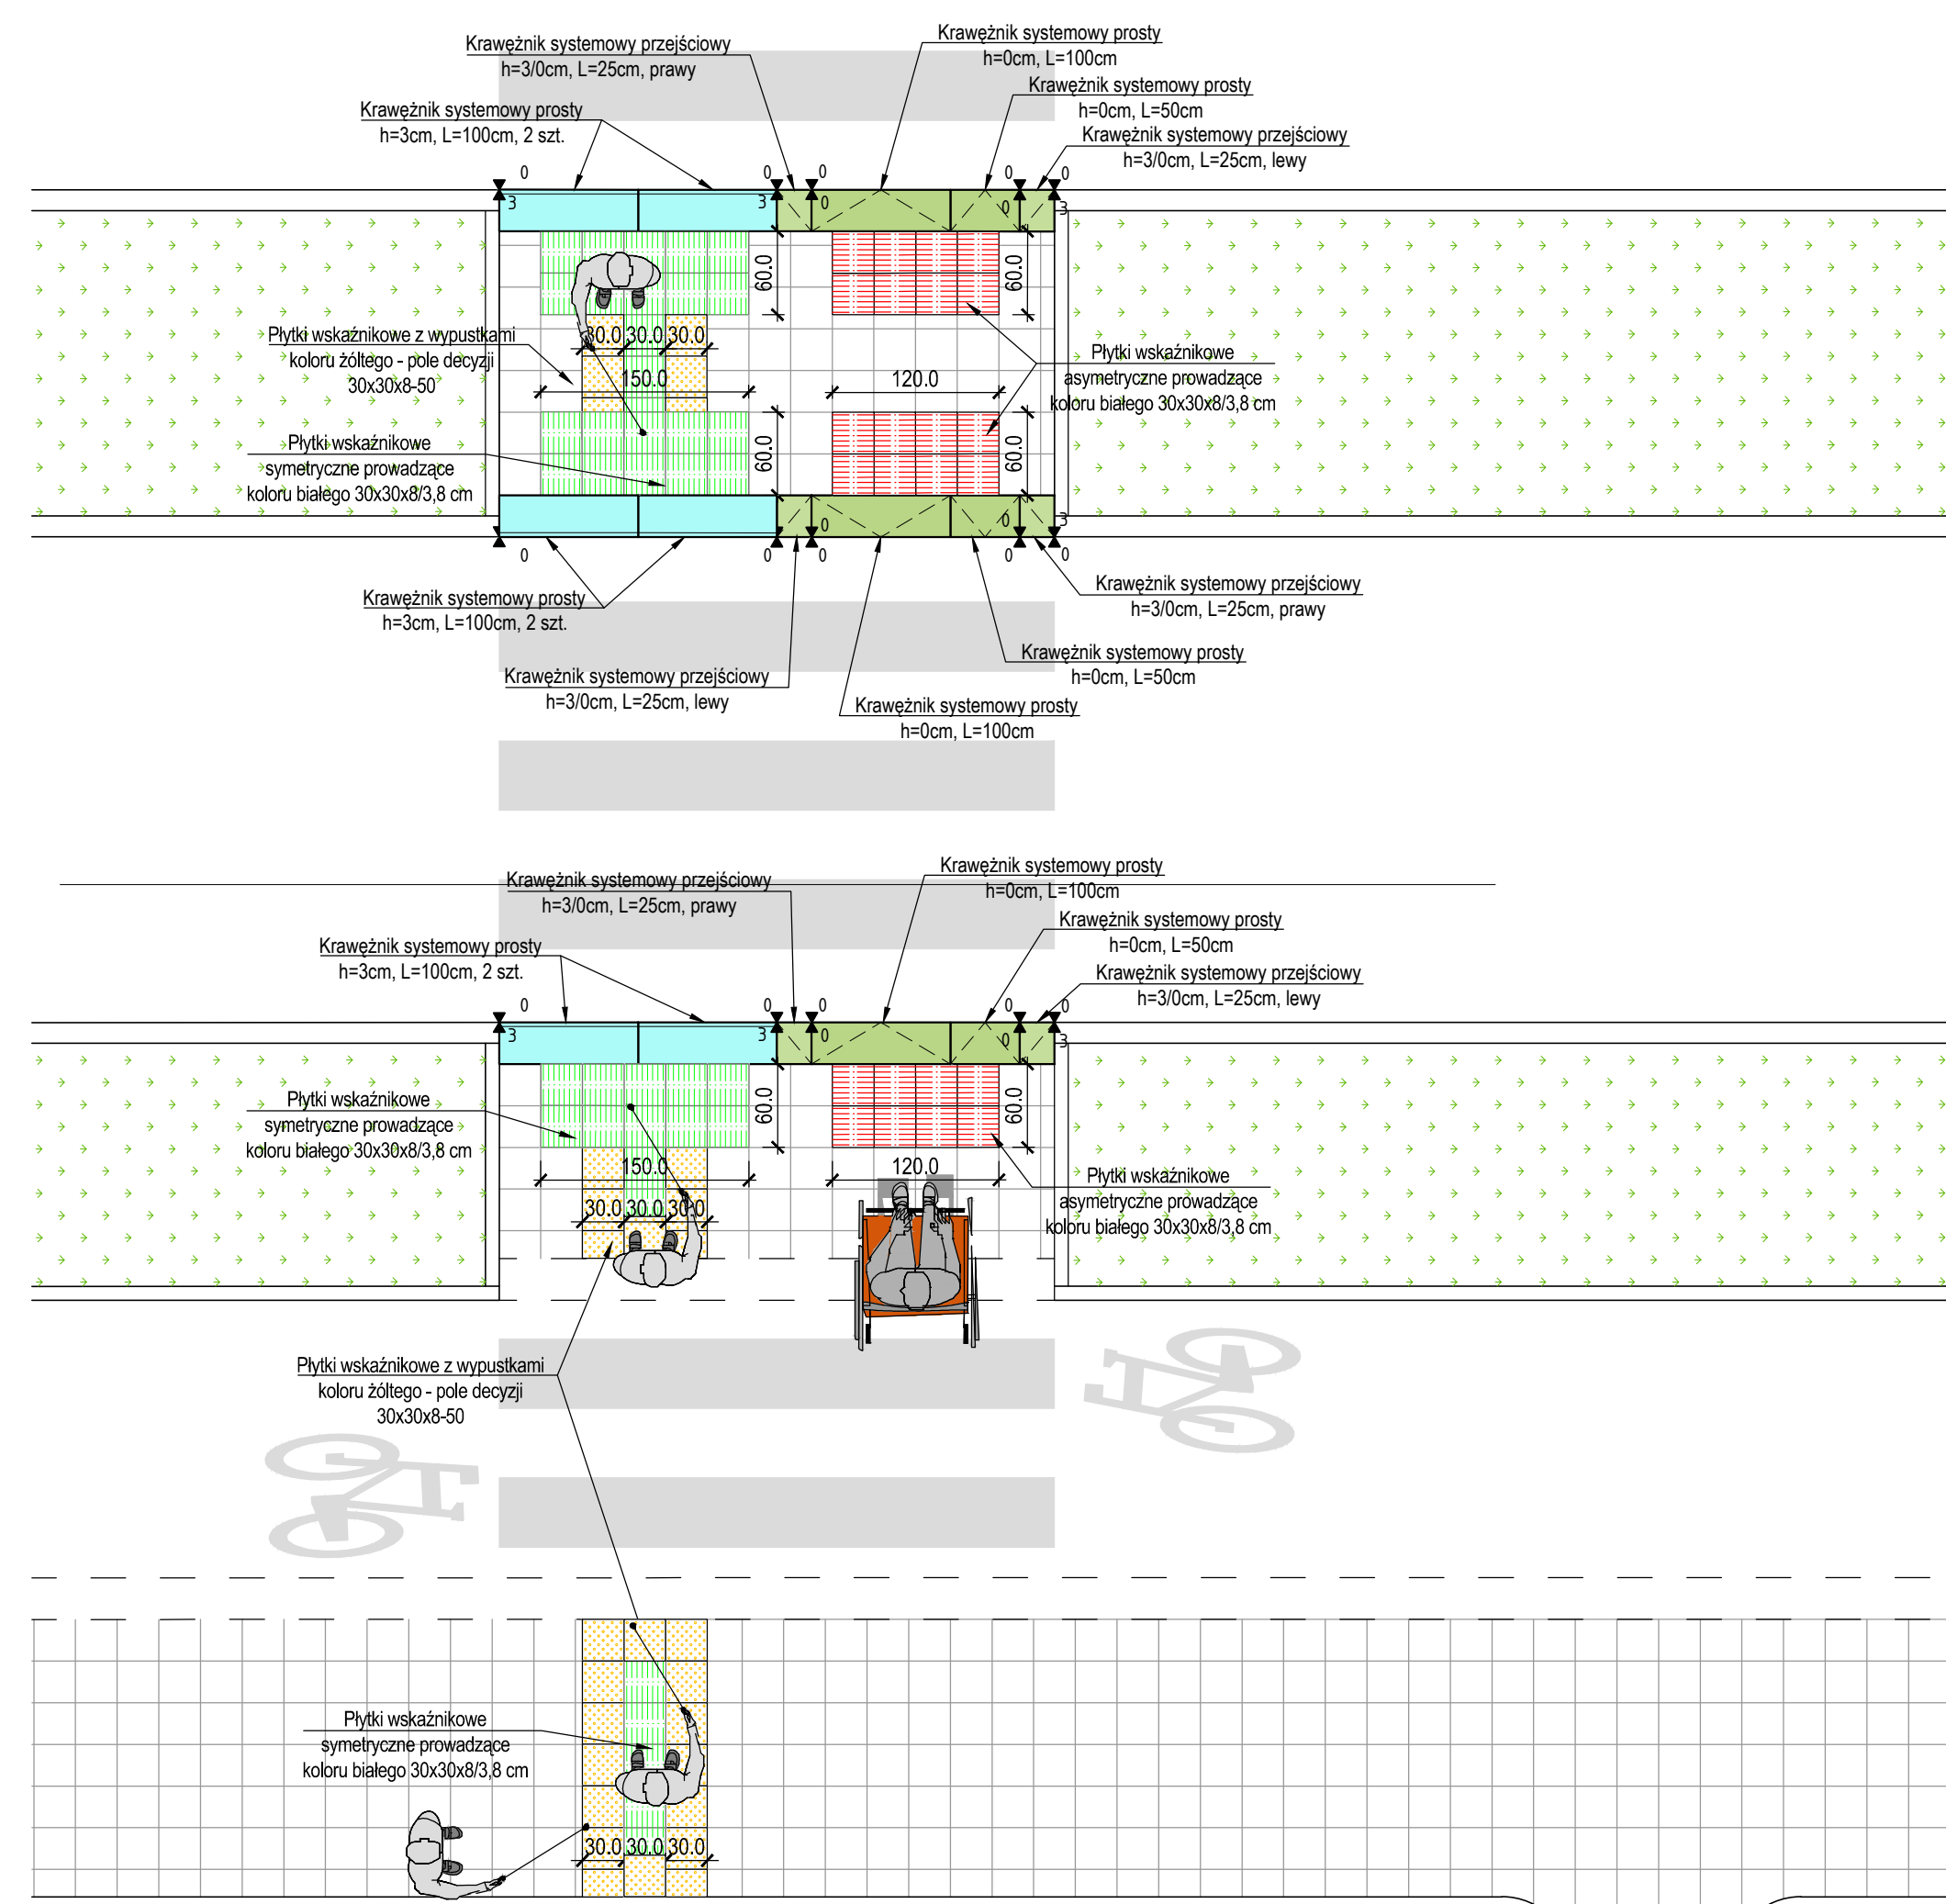 Krawężnik systemowy prosty
h=0cm, L=100cm
Krawężnik systemowy przejściowy
h=3/0cm, L=25cm, prawy
Krawężnik systemowy prosty
h=0cm, L=50cm
Krawężnik systemowy prosty
h=3cm, L=100cm, 2 szt.
Krawężnik systemowy przejściowy
h=3/0cm, L=25cm, lewy
0 0 0 0 0
3 3 0 0 3
60.0 60.0
Płytki wskaźnikowe z wypustkami
koloru żóltego - pole decyzji
30x30x8-50
30.0 30.0 30.0
150.0 120.0
Płytki wskaźnikowe
asymetryczne prowadzące
koloru białego 30x30x8/3,8 cm
Płytki wskaźnikowe
symetryczne prowadzące
koloru białego 30x30x8/3,8 cm
60.0 60.0
0 0 3
0 0 0 0 0
Krawężnik systemowy przejściowy
h=3/0cm, L=25cm, prawy
Krawężnik systemowy prosty
h=3cm, L=100cm, 2 szt.
Krawężnik systemowy prosty
h=0cm, L=50cm
Krawężnik systemowy przejściowy
h=3/0cm, L=25cm, lewy
Krawężnik systemowy prosty
h=0cm, L=100cm
Krawężnik systemowy prosty
h=0cm, L=100cm
Krawężnik systemowy przejściowy
h=3/0cm, L=25cm, prawy
Krawężnik systemowy prosty
h=0cm, L=50cm
Krawężnik systemowy prosty
h=3cm, L=100cm, 2 szt.
Krawężnik systemowy przejściowy
h=3/0cm, L=25cm, lewy
0 0 0 0 0
3 3 0 0 3
60.0 60.0
Płytki wskaźnikowe
symetryczne prowadzące
koloru białego 30x30x8/3,8 cm
150.0 120.0
30.0 30.0 30.0
Płytki wskaźnikowe
asymetryczne prowadzące
koloru białego 30x30x8/3,8 cm
Płytki wskaźnikowe z wypustkami
koloru żóltego - pole decyzji
30x30x8-50
Płytki wskaźnikowe
symetryczne prowadzące
koloru białego 30x30x8/3,8 cm
30.0 30.0 30.0